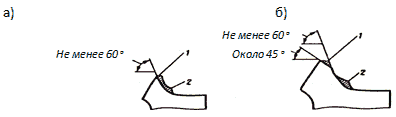 а)
Не менее 60°
1
2
б)
Не менее 60°
Около 45°
1
2